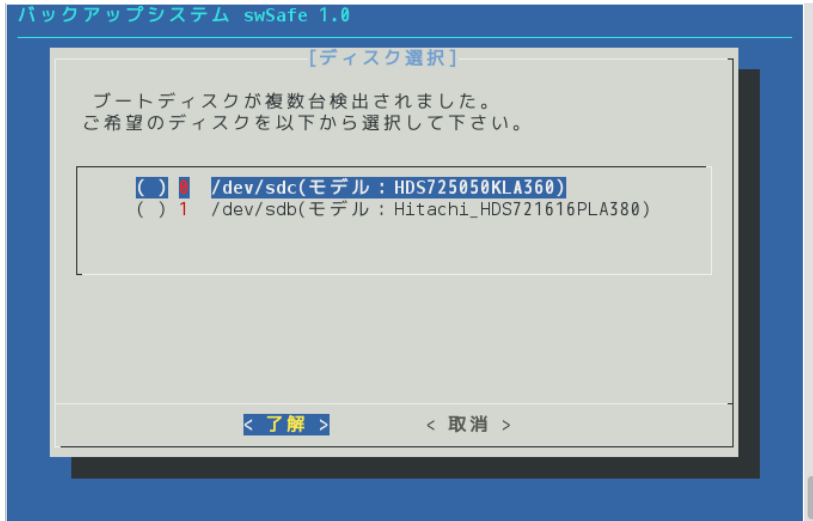 バックアップシステム swSafe 1.0
[ディスク選択]
ブートディスクが複数台検出されました。
ご希望のディスクを以下から選択して下さい。
( ) 0 /dev/sdc(モデル：HDS725050KLA360)
( ) 1 /dev/sdb(モデル：Hitachi_HDS721616PLA380)
< 了解 > < 取消 >